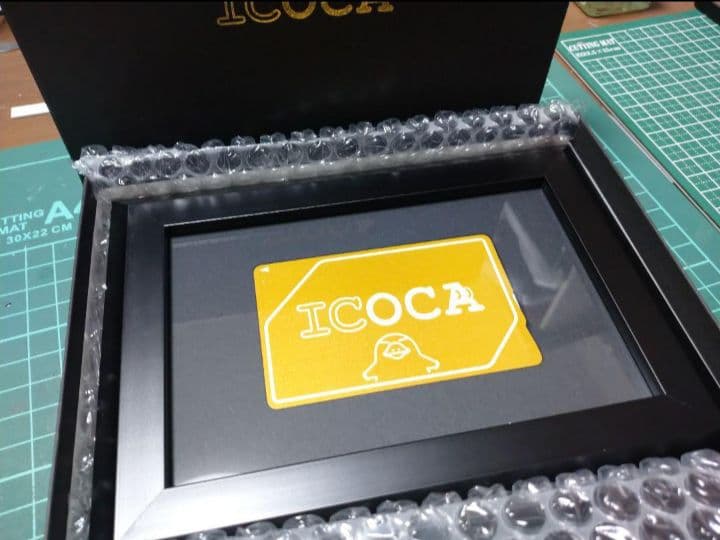 ICOCA
CUTTING MAT
CUTTING
MAT A4
30X22 CM
ICOCA